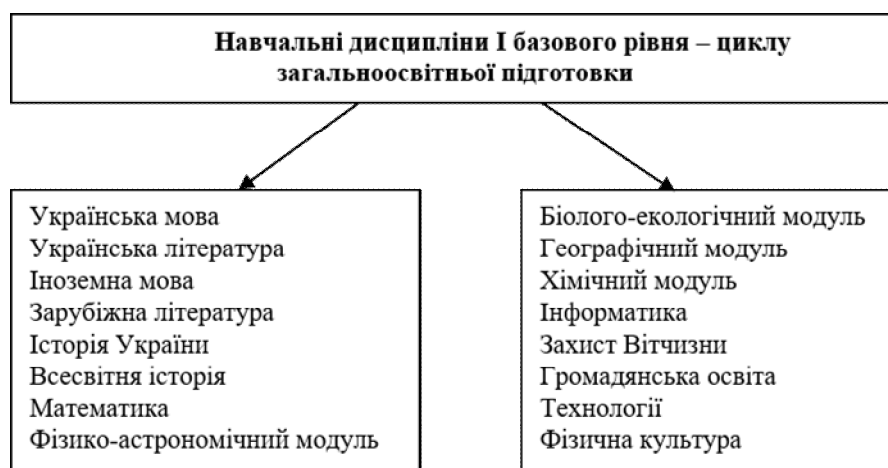 Навчальні дисципліни І базового рівня – циклу
загальноосвітньої підготовки
Українська мова
Українська література
Іноземна мова
Зарубіжна література
Історія України
Всесвітня історія
Математика
Фізико-астрономічний модуль
Біолого-екологічний модуль
Географічний модуль
Хімічний модуль
Інформатика
Захист Вітчизни
Громадянська освіта
Технології
Фізична культура